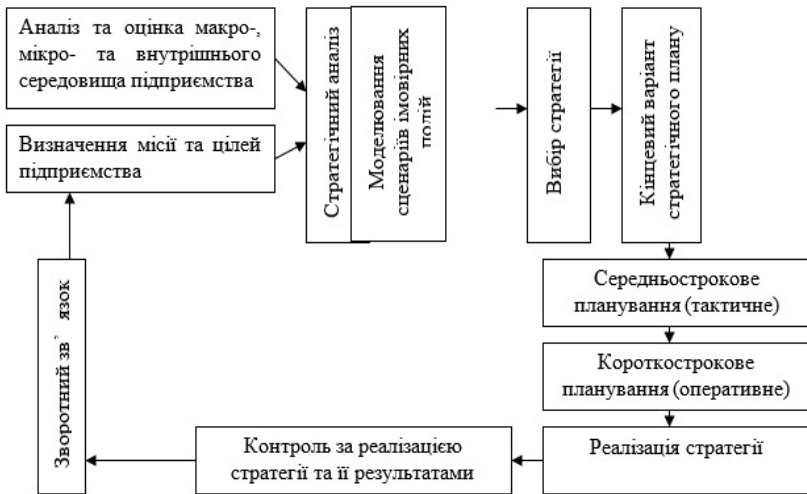 Аналіз та оцінка макро-,
мікро- та внутрішнього
середовища підприємства
Визначення місії та цілей
підприємства
Стратегічний аналіз
Моделювання
сценаріїв імовірних
подій
Вибір стратегії
Кінцевий варіант
стратегічного плану
Середньострокове
планування (тактичне)
Короткострокове
планування (оперативне)
Реалізація стратегії
Контроль за реалізацією
стратегії та її результатами
Зворотний зв’язок